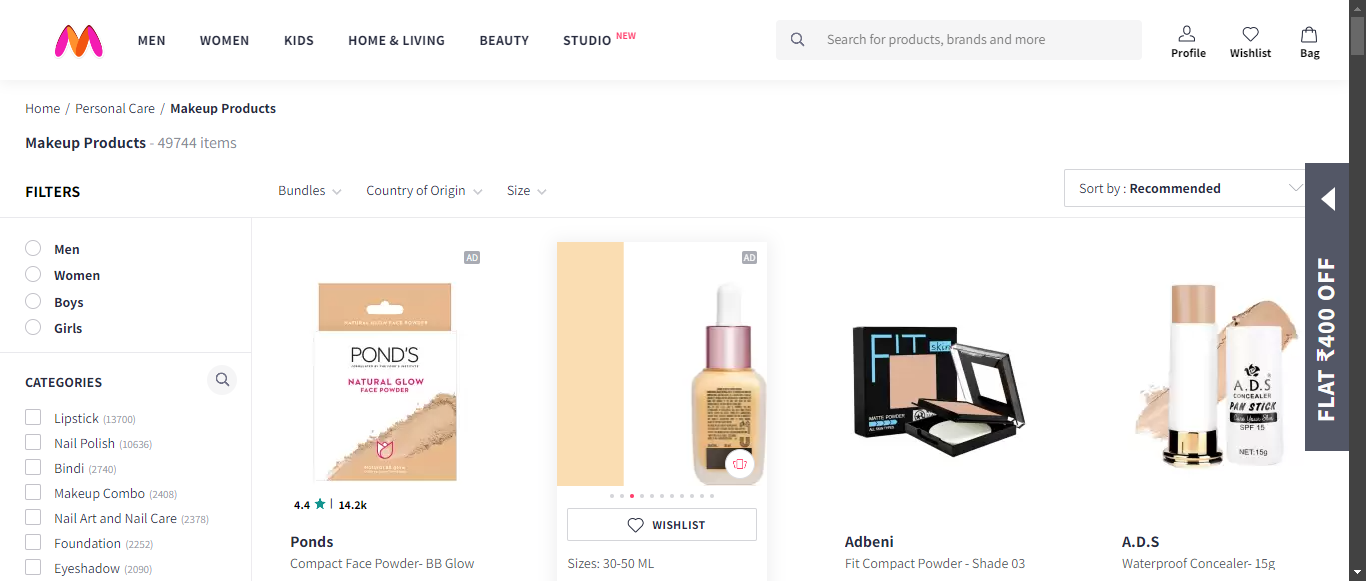 MEN WOMEN KIDS HOME & LIVING BEAUTY STUDIO NEW
Search for products, brands and more
Profile Wishlist Bag
Home / Personal Care / Makeup Products
Makeup Products - 49744 items
FILTERS
Bundles Country of Origin Size
Sort by : Recommended
FLAT ₹400 OFF
Men
Women
Boys
Girls
CATEGORIES
Lipstick (13700)
Nail Polish (10636)
Bindi (2740)
Makeup Combo (2408)
Nail Art and Nail Care (2378)
Foundation (2252)
Eyeshadow (2090)
AD
NATURAL GLOW FACE POWDER
POND'S
NATURAL GLOW
FACE POWDER
4.4 | 14.2k
Ponds
Compact Face Powder- BB Glow
AD
WISHLIST
Sizes: 30-50 ML
FIT
skin
MATTE POWDER
Adbeni
Fit Compact Powder - Shade 03
A.D.S
CONCEALER
PAN STICK
SPF 15
NET:15g
A.D.S
Waterproof Concealer- 15g